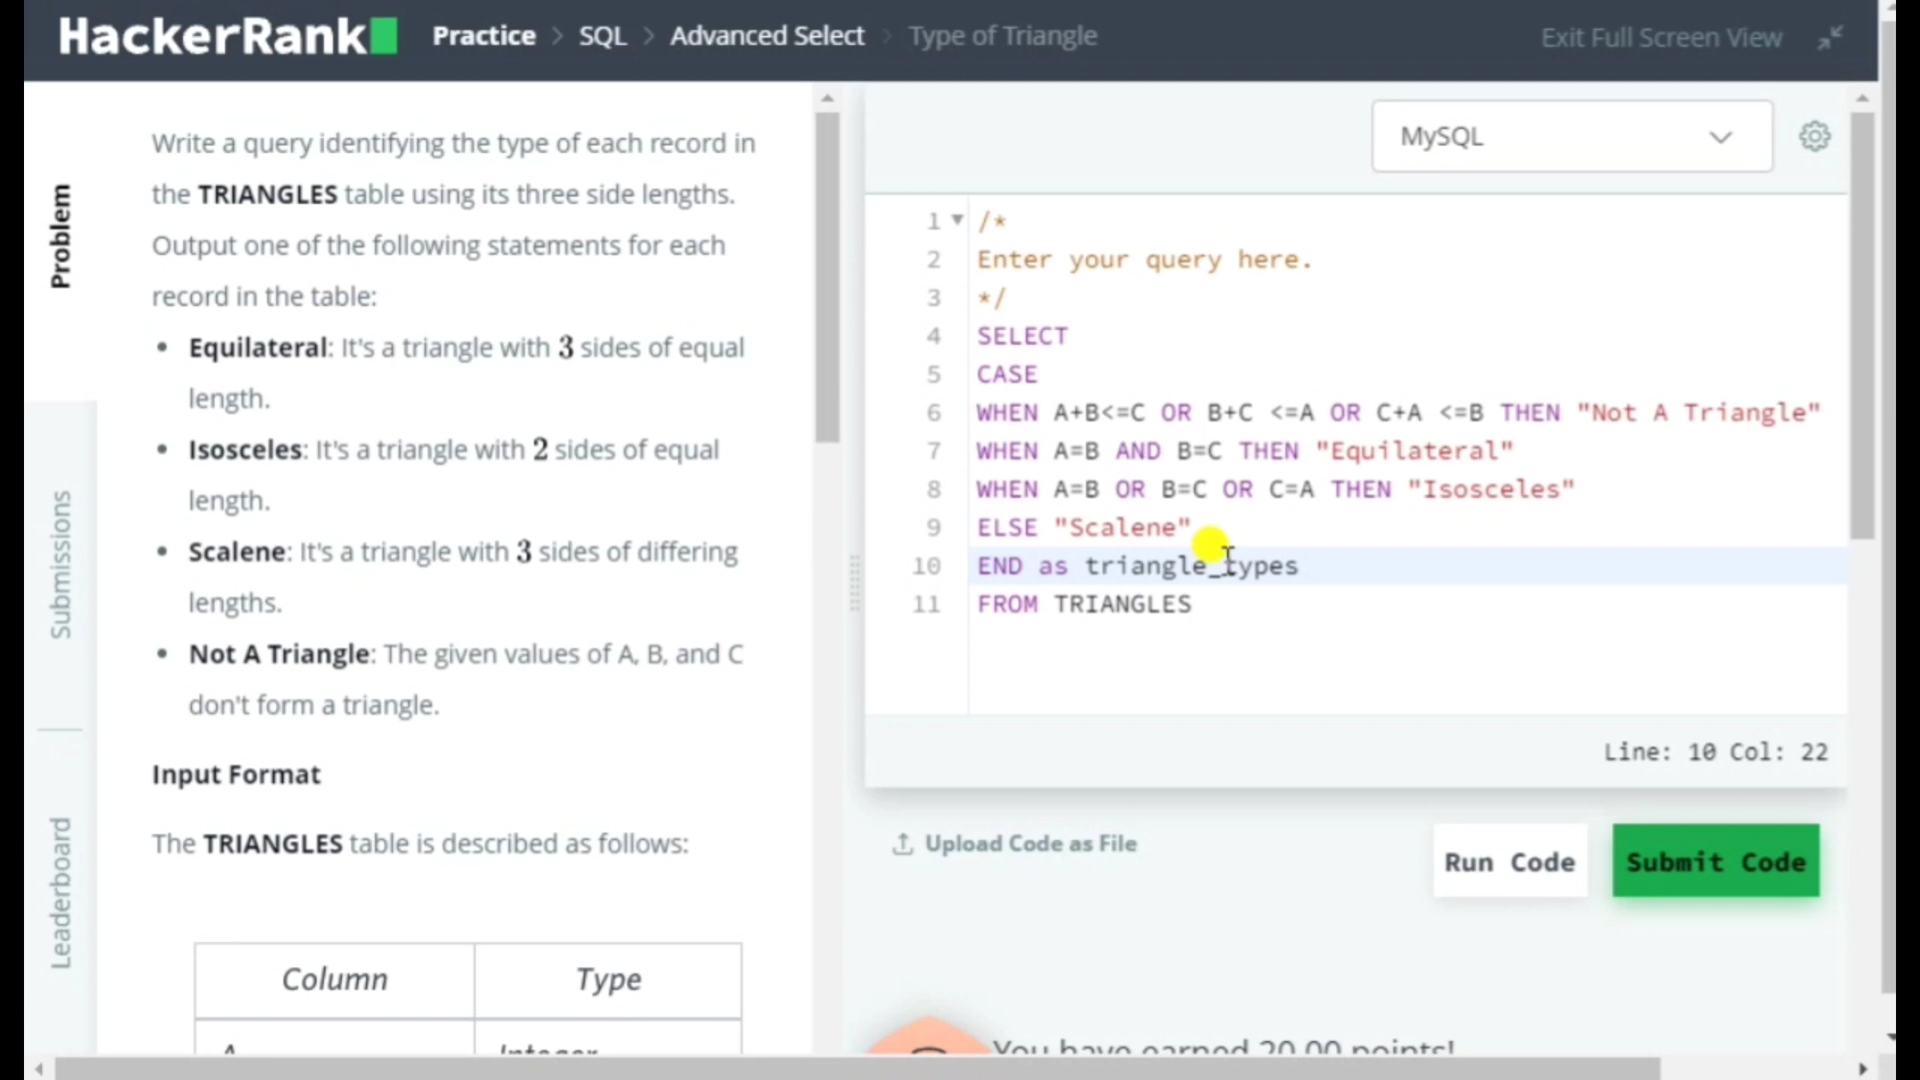 HackerRank
Practice > SQL > Advanced Select > Type of Triangle
Exit Full Screen View
Problem
Submissions
Leaderboard
Write a query identifying the type of each record in
the TRIANGLES table using its three side lengths.
Output one of the following statements for each
record in the table:
• Equilateral: It's a triangle with 3 sides of equal
length.
• Isosceles: It's a triangle with 2 sides of equal
length.
• Scalene: It's a triangle with 3 sides of differing
lengths.
• Not A Triangle: The given values of A, B, and C
don't form a triangle.
Input Format
The TRIANGLES table is described as follows:
Column Type
A Integer
MySQL
1 /*
2 Enter your query here.
3 */
4 SELECT
5 CASE
6 WHEN A+B<=C OR B+C <=A OR C+A <=B THEN "Not A Triangle"
7 WHEN A=B AND B=C THEN "Equilateral"
8 WHEN A=B OR B=C OR C=A THEN "Isosceles"
9 ELSE "Scalene"
10 END as triangle_types
11 FROM TRIANGLES
Line: 10 Col: 22
Upload Code as File
Run Code
Submit Code
You have earned 20.00 points!